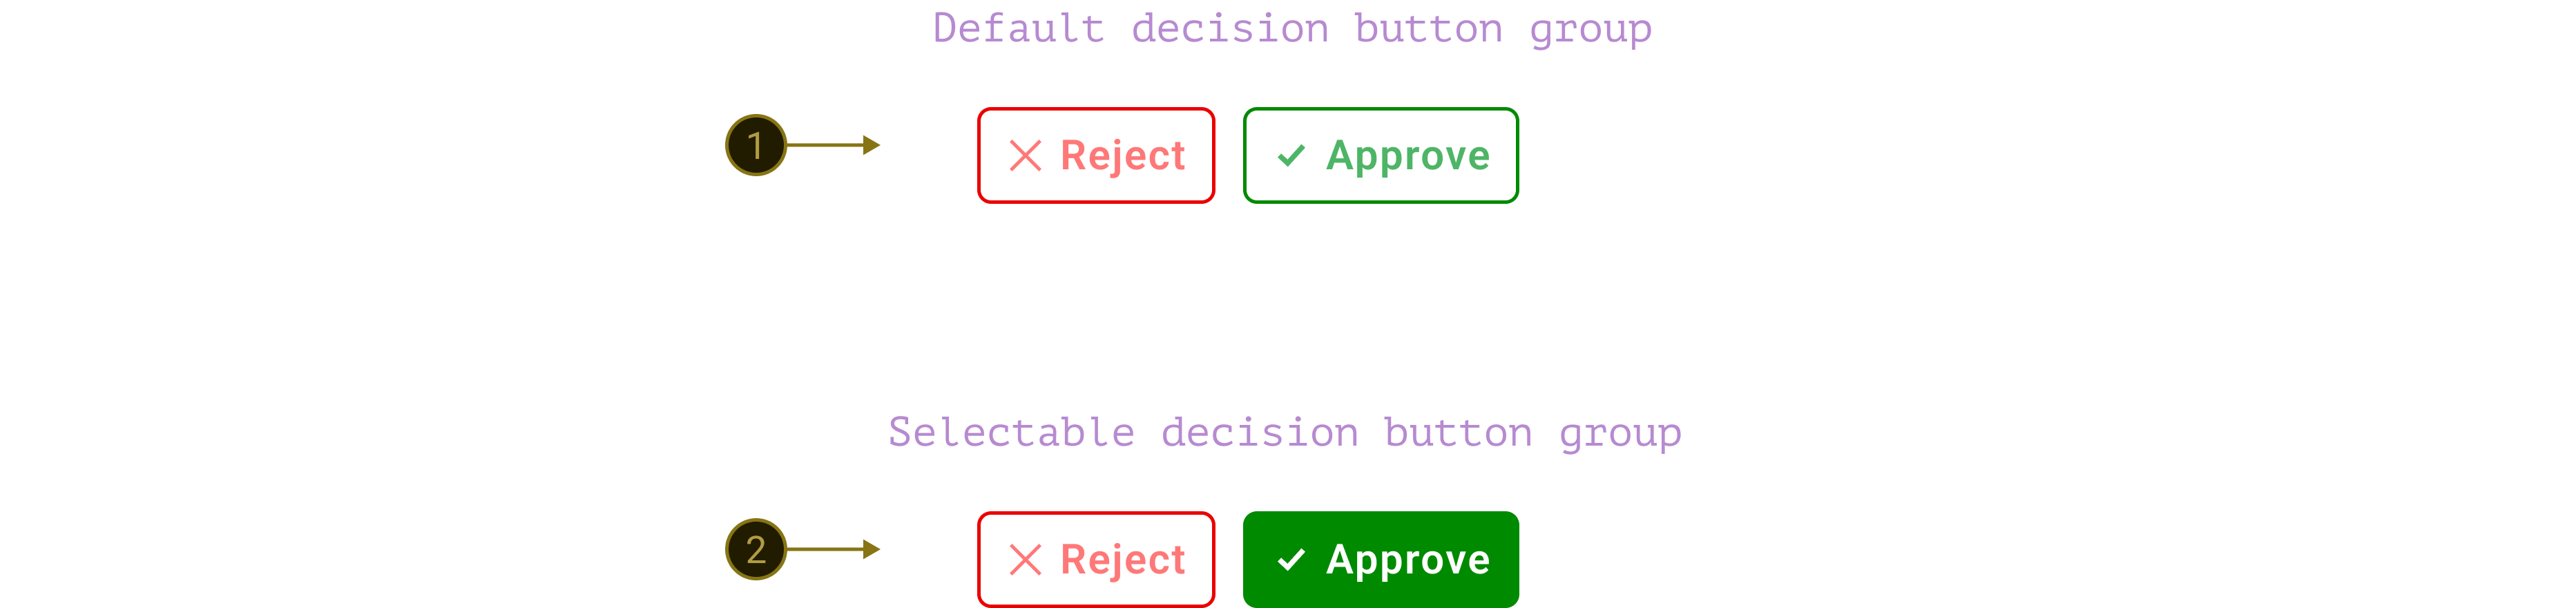 Default decision button group
1
Reject
Approve
Selectable decision button group
2
Reject
Approve